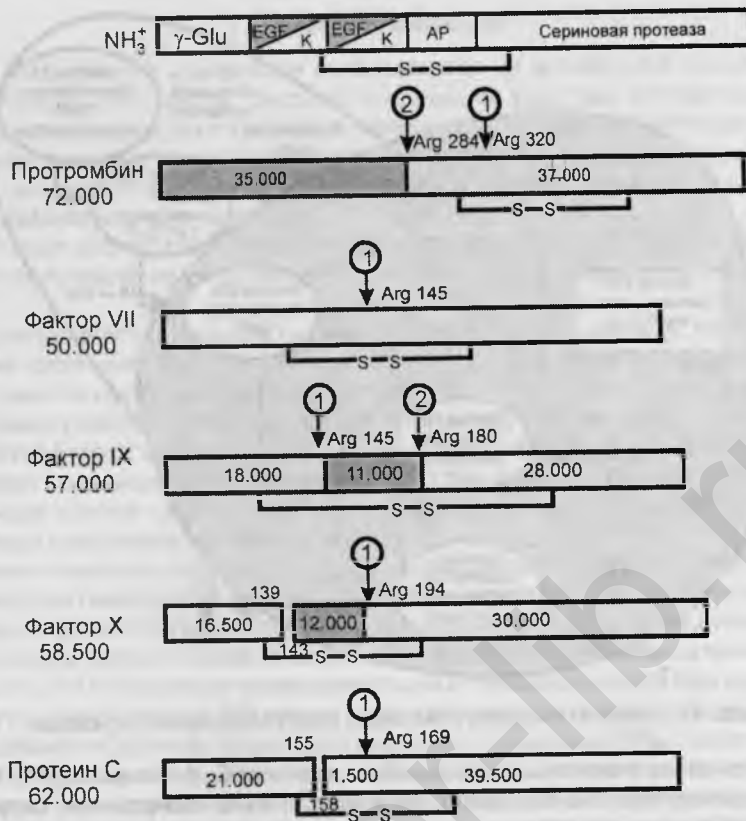 NH₃⁺ γ-Glu EGF K EGF K AP Сериновая протеаза
S–S
2 1
Arg 284 Arg 320
Протромбин 35.000 37.000
72.000
S–S
1
Arg 145
Фактор VII
50.000
S S
1 2
Arg 145 Arg 180
Фактор IX 18.000 11.000 28.000
57.000
S–S
1
139 Arg 194
Фактор X 16.500 12.000 30.000
58.500
143 S–S
1
155 Arg 169
Протеин С 21.000 1.500 39.500
62.000
158 S–S
r-lib.r